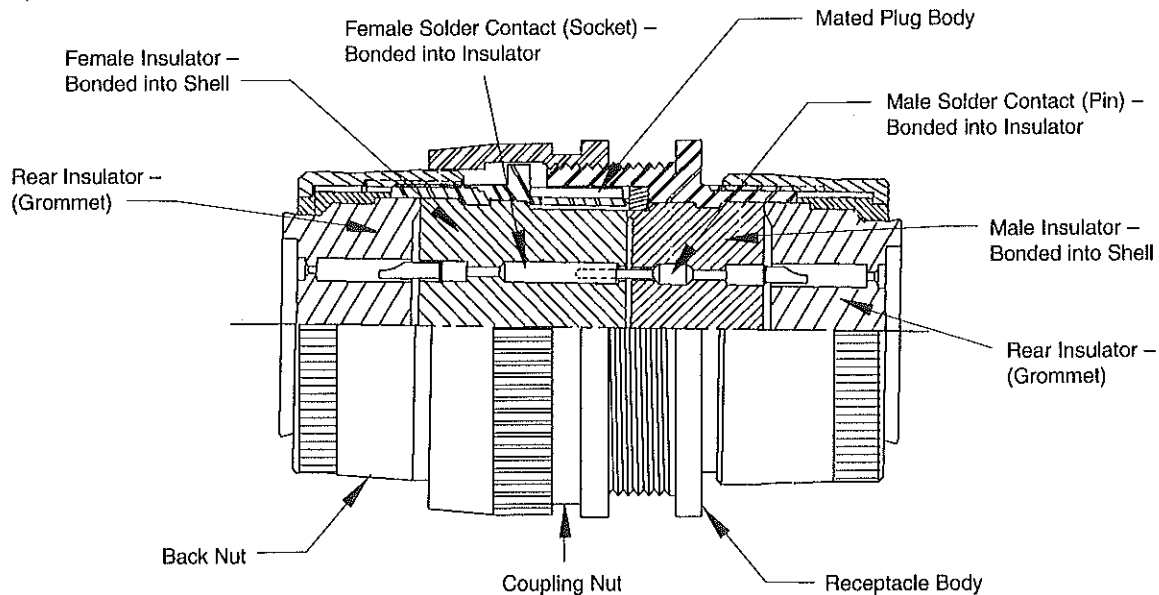 Female Solder Contact (Socket) –
Bonded into Insulator
Mated Plug Body
Female Insulator –
Bonded into Shell
Male Solder Contact (Pin) –
Bonded into Insulator
Rear Insulator –
(Grommet)
Male Insulator –
Bonded into Shell
Rear Insulator –
(Grommet)
Back Nut
Coupling Nut
Receptacle Body